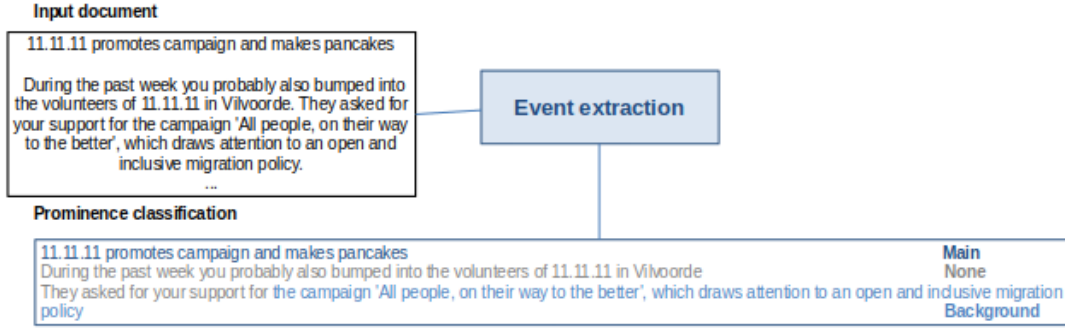 Input document
11.11.11 promotes campaign and makes pancakes
During the past week you probably also bumped into
the volunteers of 11.11.11 in Vilvoorde. They asked for
your support for the campaign 'All people, on their way
to the better', which draws attention to an open and
inclusive migration policy.
...
Event extraction
Prominence classification
11.11.11 promotes campaign and makes pancakes Main
During the past week you probably also bumped into the volunteers of 11.11.11 in Vilvoorde None
They asked for your support for the campaign 'All people, on their way to the better', which draws attention to an open and inclusive migration
policy Background